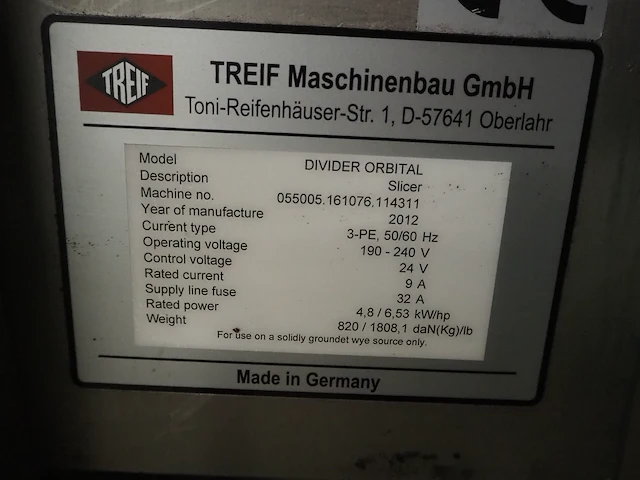 TREIF
TREIF Maschinenbau GmbH
Toni-Reifenhäuser-Str. 1, D-57641 Oberlahr
Model DIVIDER ORBITAL
Description Slicer
Machine no. 055005.161076.114311
Year of manufacture 2012
Current type 3-PE, 50/60 Hz
Operating voltage 190 - 240 V
Control voltage 24 V
Rated current 9 A
Supply line fuse 32 A
Rated power 4,8 / 6,53 kW/hp
Weight 820 / 1808,1 daN(Kg)/lb
For use on a solidly groundet wye source only.
Made in Germany